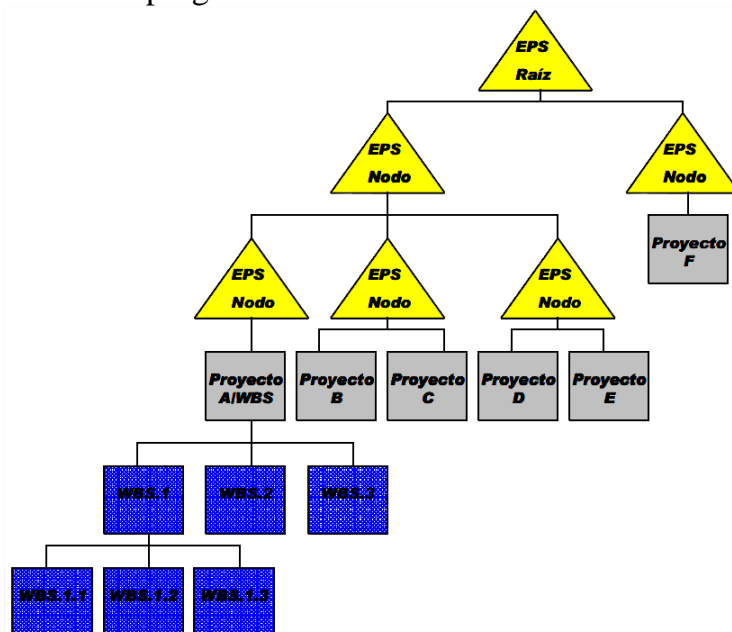 EPS
Raíz
EPS
Nodo
EPS
Nodo
EPS
Nodo
EPS
Nodo
EPS
Nodo
Proyecto
F
Proyecto
A/WBS
Proyecto
B
Proyecto
C
Proyecto
D
Proyecto
E
WBS.1
WBS.2
WBS.3
WBS.1.1
WBS.1.2
WBS.1.3